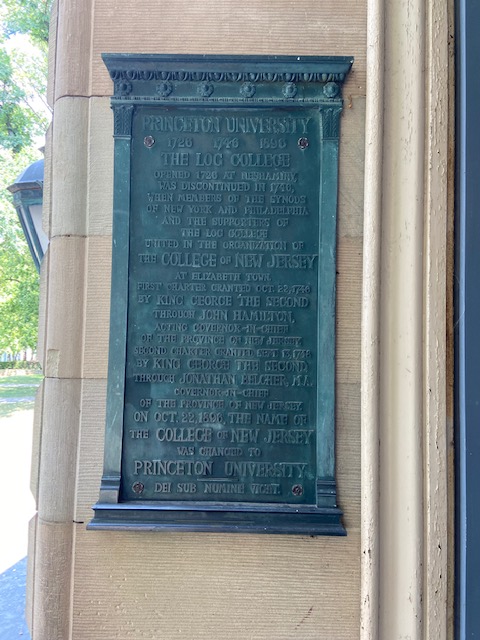 PRINCETON UNIVERSITY
1726 1746 1896
THE LOG COLLEGE
OPENED 1726 AT NESHAMINY,
WAS DISCONTINUED IN 1746,
WHEN MEMBERS OF THE SYNODS
OF NEW YORK AND PHILADELPHIA
AND THE SUPPORTERS OF
THE LOG COLLEGE
UNITED IN THE ORGANIZATION OF
THE COLLEGE OF NEW JERSEY
AT ELIZABETH TOWN.
FIRST CHARTER GRANTED OCT. 22, 1746
BY KING GEORGE THE SECOND
THROUGH JOHN HAMILTON,
ACTING GOVERNOR-IN-CHIEF
OF THE PROVINCE OF NEW JERSEY.
SECOND CHARTER GRANTED SEPT. 13, 1748
BY KING GEORGE THE SECOND
THROUGH JONATHAN BELCHER, M.A.
GOVERNOR-IN-CHIEF
OF THE PROVINCE OF NEW JERSEY.
ON OCT. 22, 1896, THE NAME OF
THE COLLEGE OF NEW JERSEY
WAS CHANGED TO
PRINCETON UNIVERSITY
DEI SUB NUMINE VIGET.